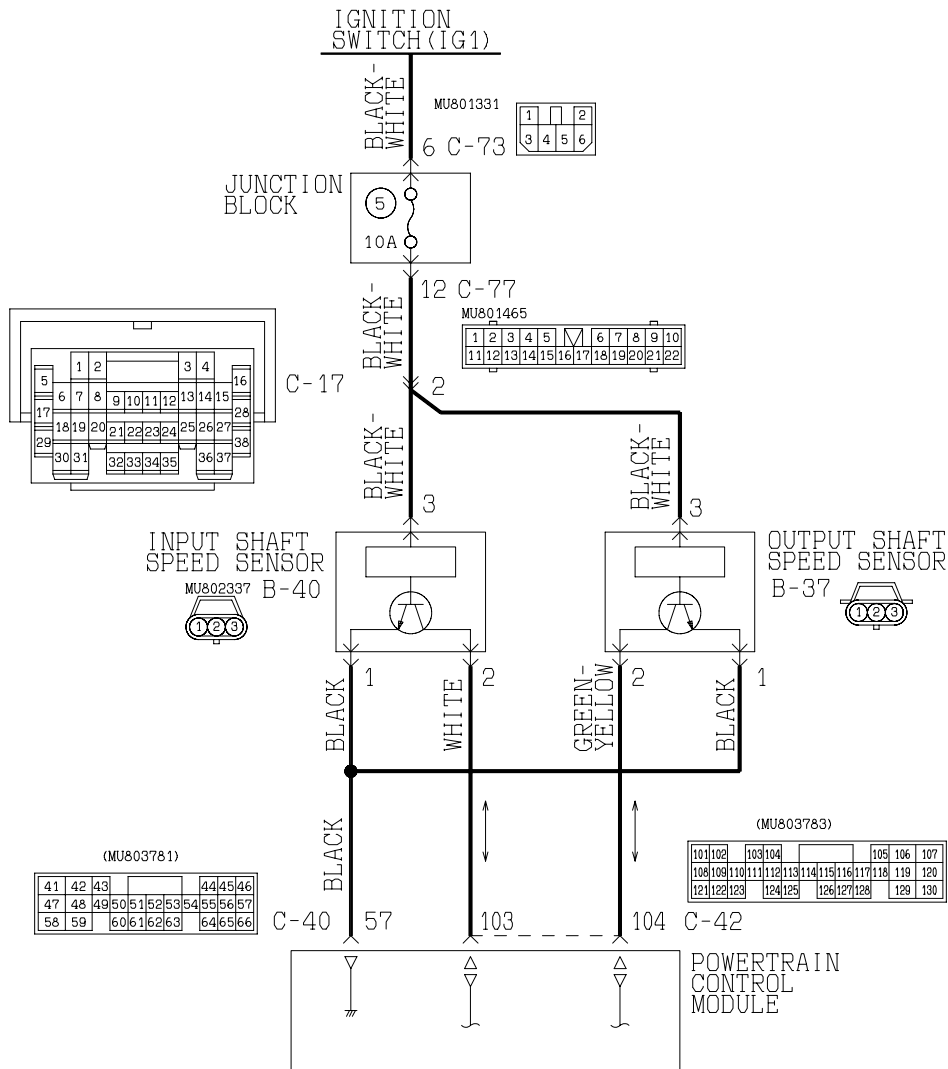 IGNITION
SWITCH(IG1)
BLACK-
WHITE
MU801331
1 2
3 4 5 6
6 C-73
JUNCTION
BLOCK
5
10A
12 C-77
BLACK-
WHITE
MU801465
1 2 3 4 5 6 7 8 9 10
11 12 13 14 15 16 17 18 19 20 21 22
C-17
2
1 2 3 4
5 16
6 7 8 9 10 11 12 13 14 15
17 28
18 19 20 21 22 23 24 25 26 27
29 38
30 31 32 33 34 35 36 37
BLACK-
WHITE
BLACK-
WHITE
3
3
INPUT SHAFT
SPEED SENSOR
MU802337 B-40
1 2 3
OUTPUT SHAFT
SPEED SENSOR
B-37
1 2 3
1
2
2
1
BLACK
WHITE
GREEN-
YELLOW
BLACK
BLACK
(MU803781)
41 42 43 44 45 46
47 48 49 50 51 52 53 54 55 56 57
58 59 60 61 62 63 64 65 66
(MU803783)
101 102 103 104 105 106 107
108 109 110 111 112 113 114 115 116 117 118 119 120
121 122 123 124 125 126 127 128 129 130
C-40 57
103
104 C-42
POWERTRAIN
CONTROL
MODULE